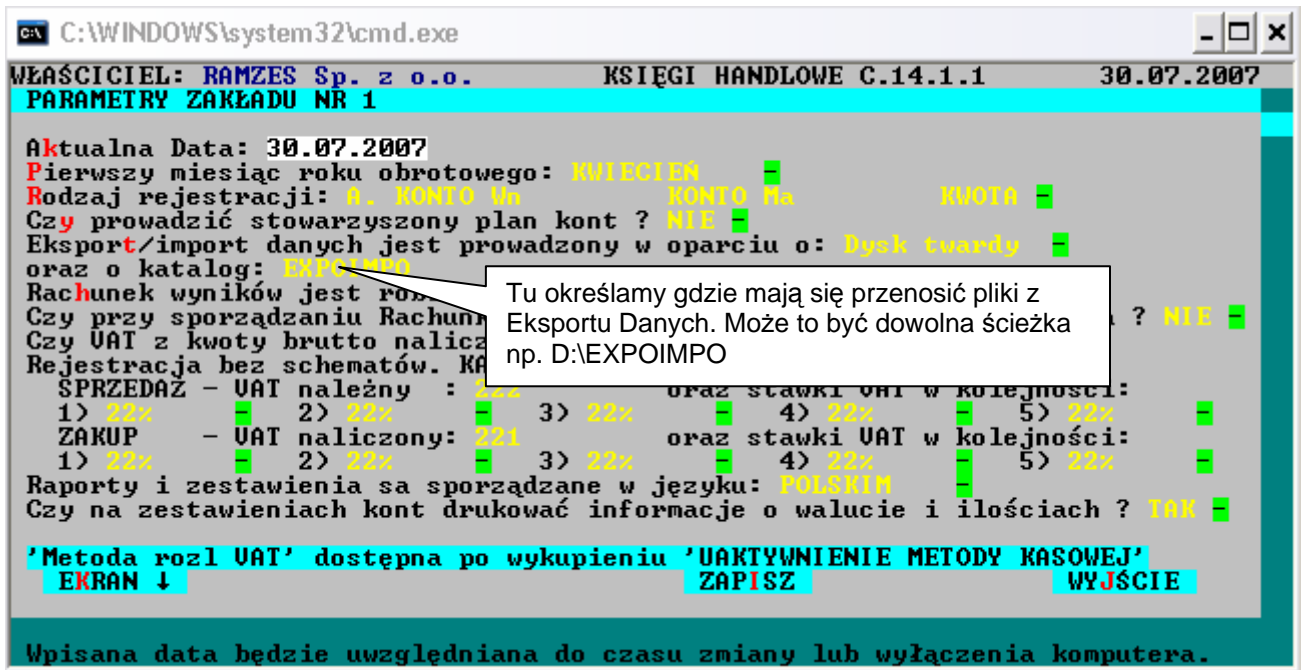 C:\WINDOWS\system32\cmd.exe
WŁAŚCICIEL: RAMZES Sp. z o.o. KSIĘGI HANDLOWE C.14.1.1 30.07.2007
PARAMETRY ZAKŁADU NR 1
Aktualna Data: 30.07.2007
Pierwszy miesiąc roku obrotowego: KWIECIEŃ
Rodzaj rejestracji: A. KONTO Wn KONTO Ma KWOTA
Czy prowadzić stowarzyszony plan kont ? NIE
Eksport/import danych jest prowadzony w oparciu o: Dysk twardy
oraz o katalog: EXPOIMPO
Rachunek wyników jest
Czy przy sporządzaniu ? NIE
Czy VAT z kwoty brutto
Rejestracja bez schematów.
Tu określamy gdzie mają się przenosić pliki z
Eksportu Danych. Może to być dowolna ścieżka
np. D:\EXPOIMPO
SPRZEDAŻ - VAT należny : 222 oraz stawki VAT w kolejności:
1) 22% 2) 22% 3) 22% 4) 22% 5) 22%
ZAKUP - VAT naliczony: 221 oraz stawki VAT w kolejności:
1) 22% 2) 22% 3) 22% 4) 22% 5) 22%
Raporty i zestawienia sa sporządzane w języku: POLSKIM
Czy na zestawieniach kont drukować informacje o walucie i ilościach ? TAK
'Metoda rozl VAT' dostępna po wykupieniu 'UAKTYWNIENIE METODY KASOWEJ'
EKRAN ↓ ZAPISZ WYJŚCIE
Wpisana data będzie uwzględniana do czasu zmiany lub wyłączenia komputera.